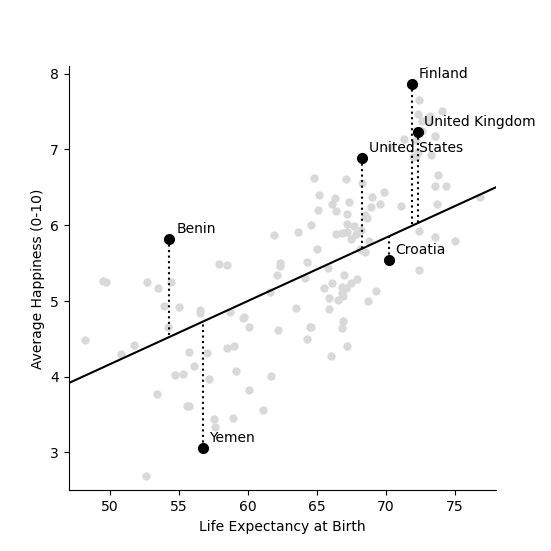 8
Finland
United Kingdom
7
United States
Benin
6
Croatia
5
4
Yemen
3
Average Happiness (0-10)
50
55
60
65
70
75
Life Expectancy at Birth